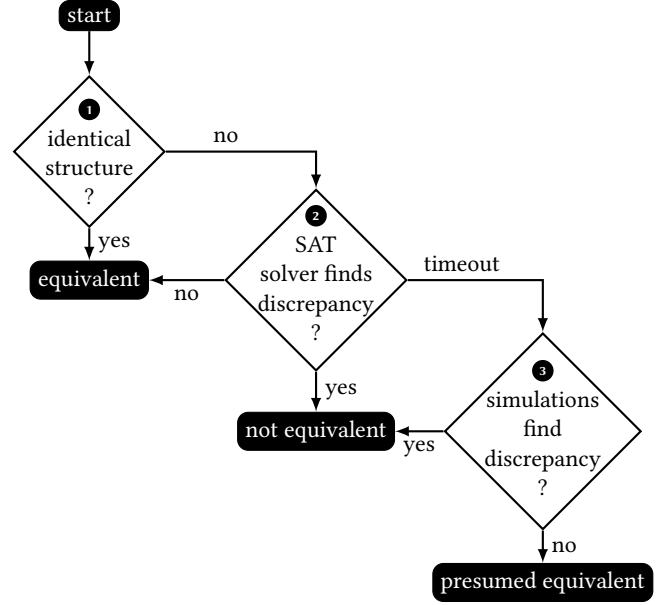 start
1
identical
structure
?
no
yes
equivalent
2
SAT
solver finds
discrepancy
?
no
timeout
yes
not equivalent
3
simulations
find
discrepancy
?
yes
no
presumed equivalent